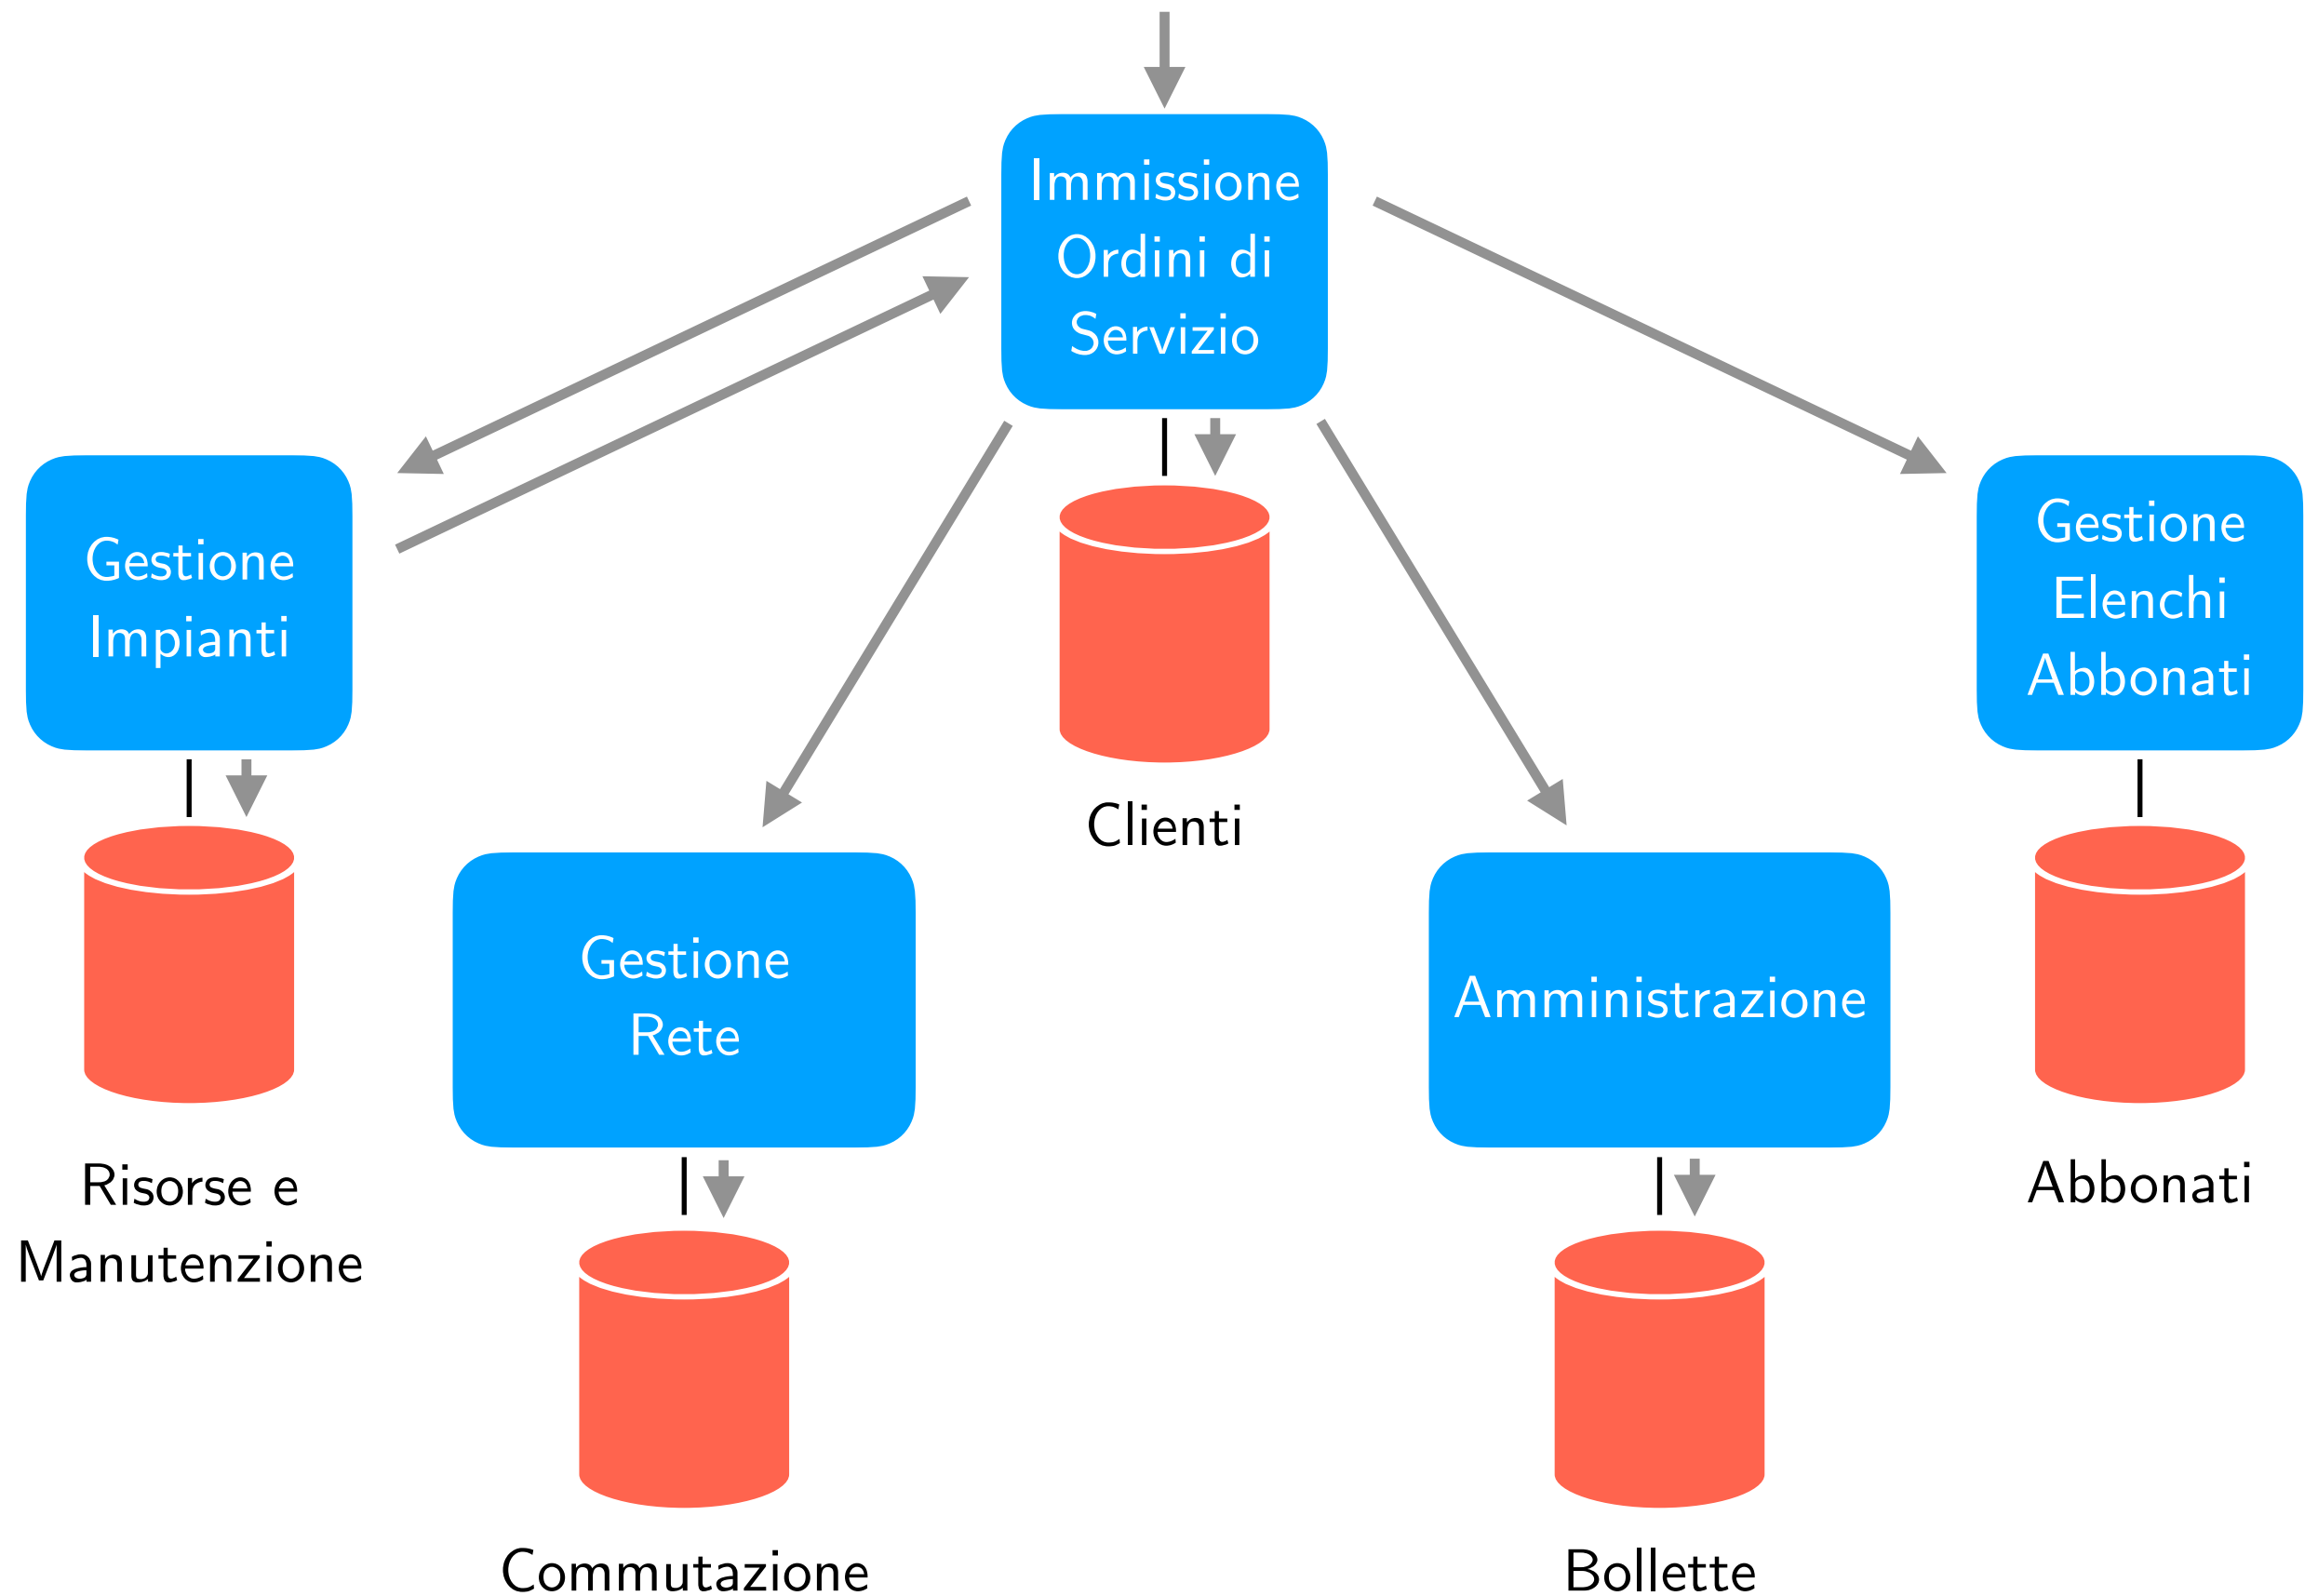 Immissione
Ordini di
Servizio
Gestione
Impianti
Gestione
Elenchi
Abbonati
Clienti
Gestione
Rete
Amministrazione
Risorse e
Manutenzione
Abbonati
Commutazione
Bollette